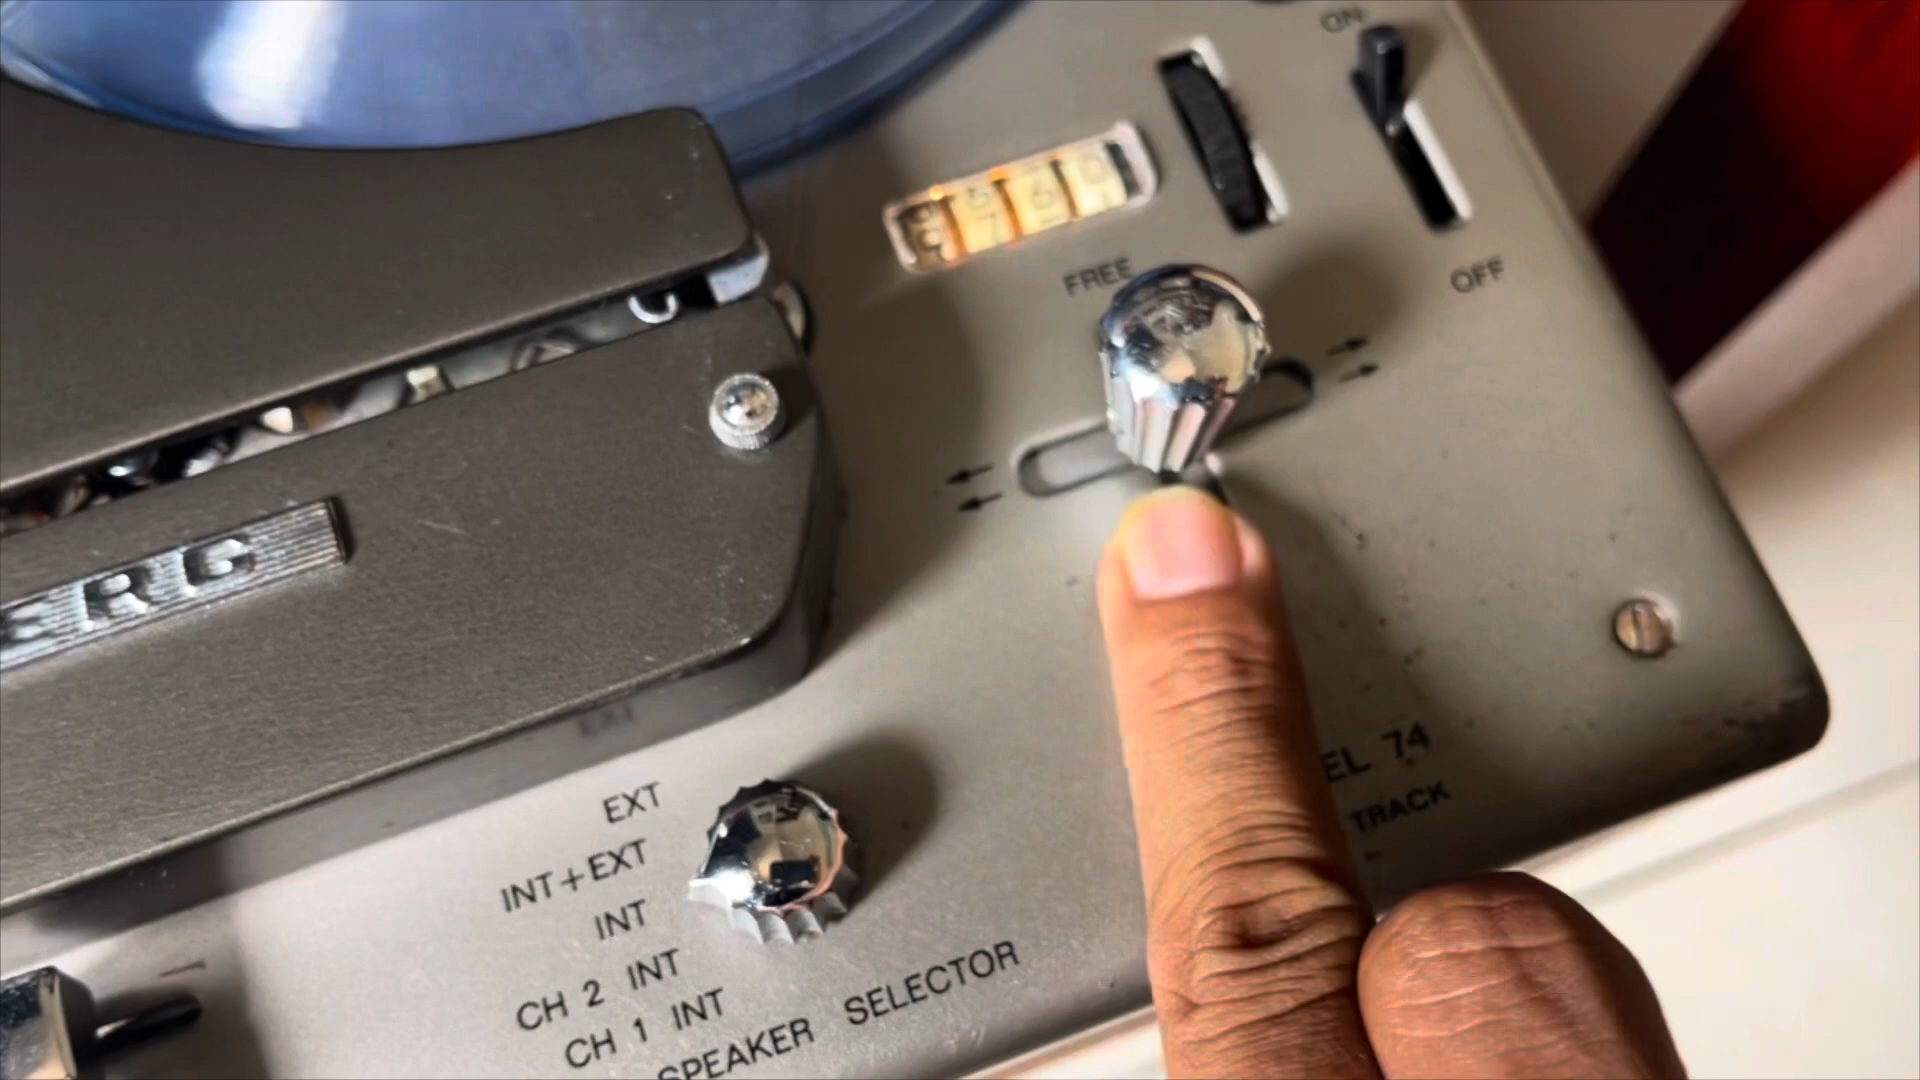 ON
FREE
OFF
ERG
EL 74
TRACK
EXT
INT+EXT
INT
CH 2 INT
CH 1 INT
SPEAKER SELECTOR